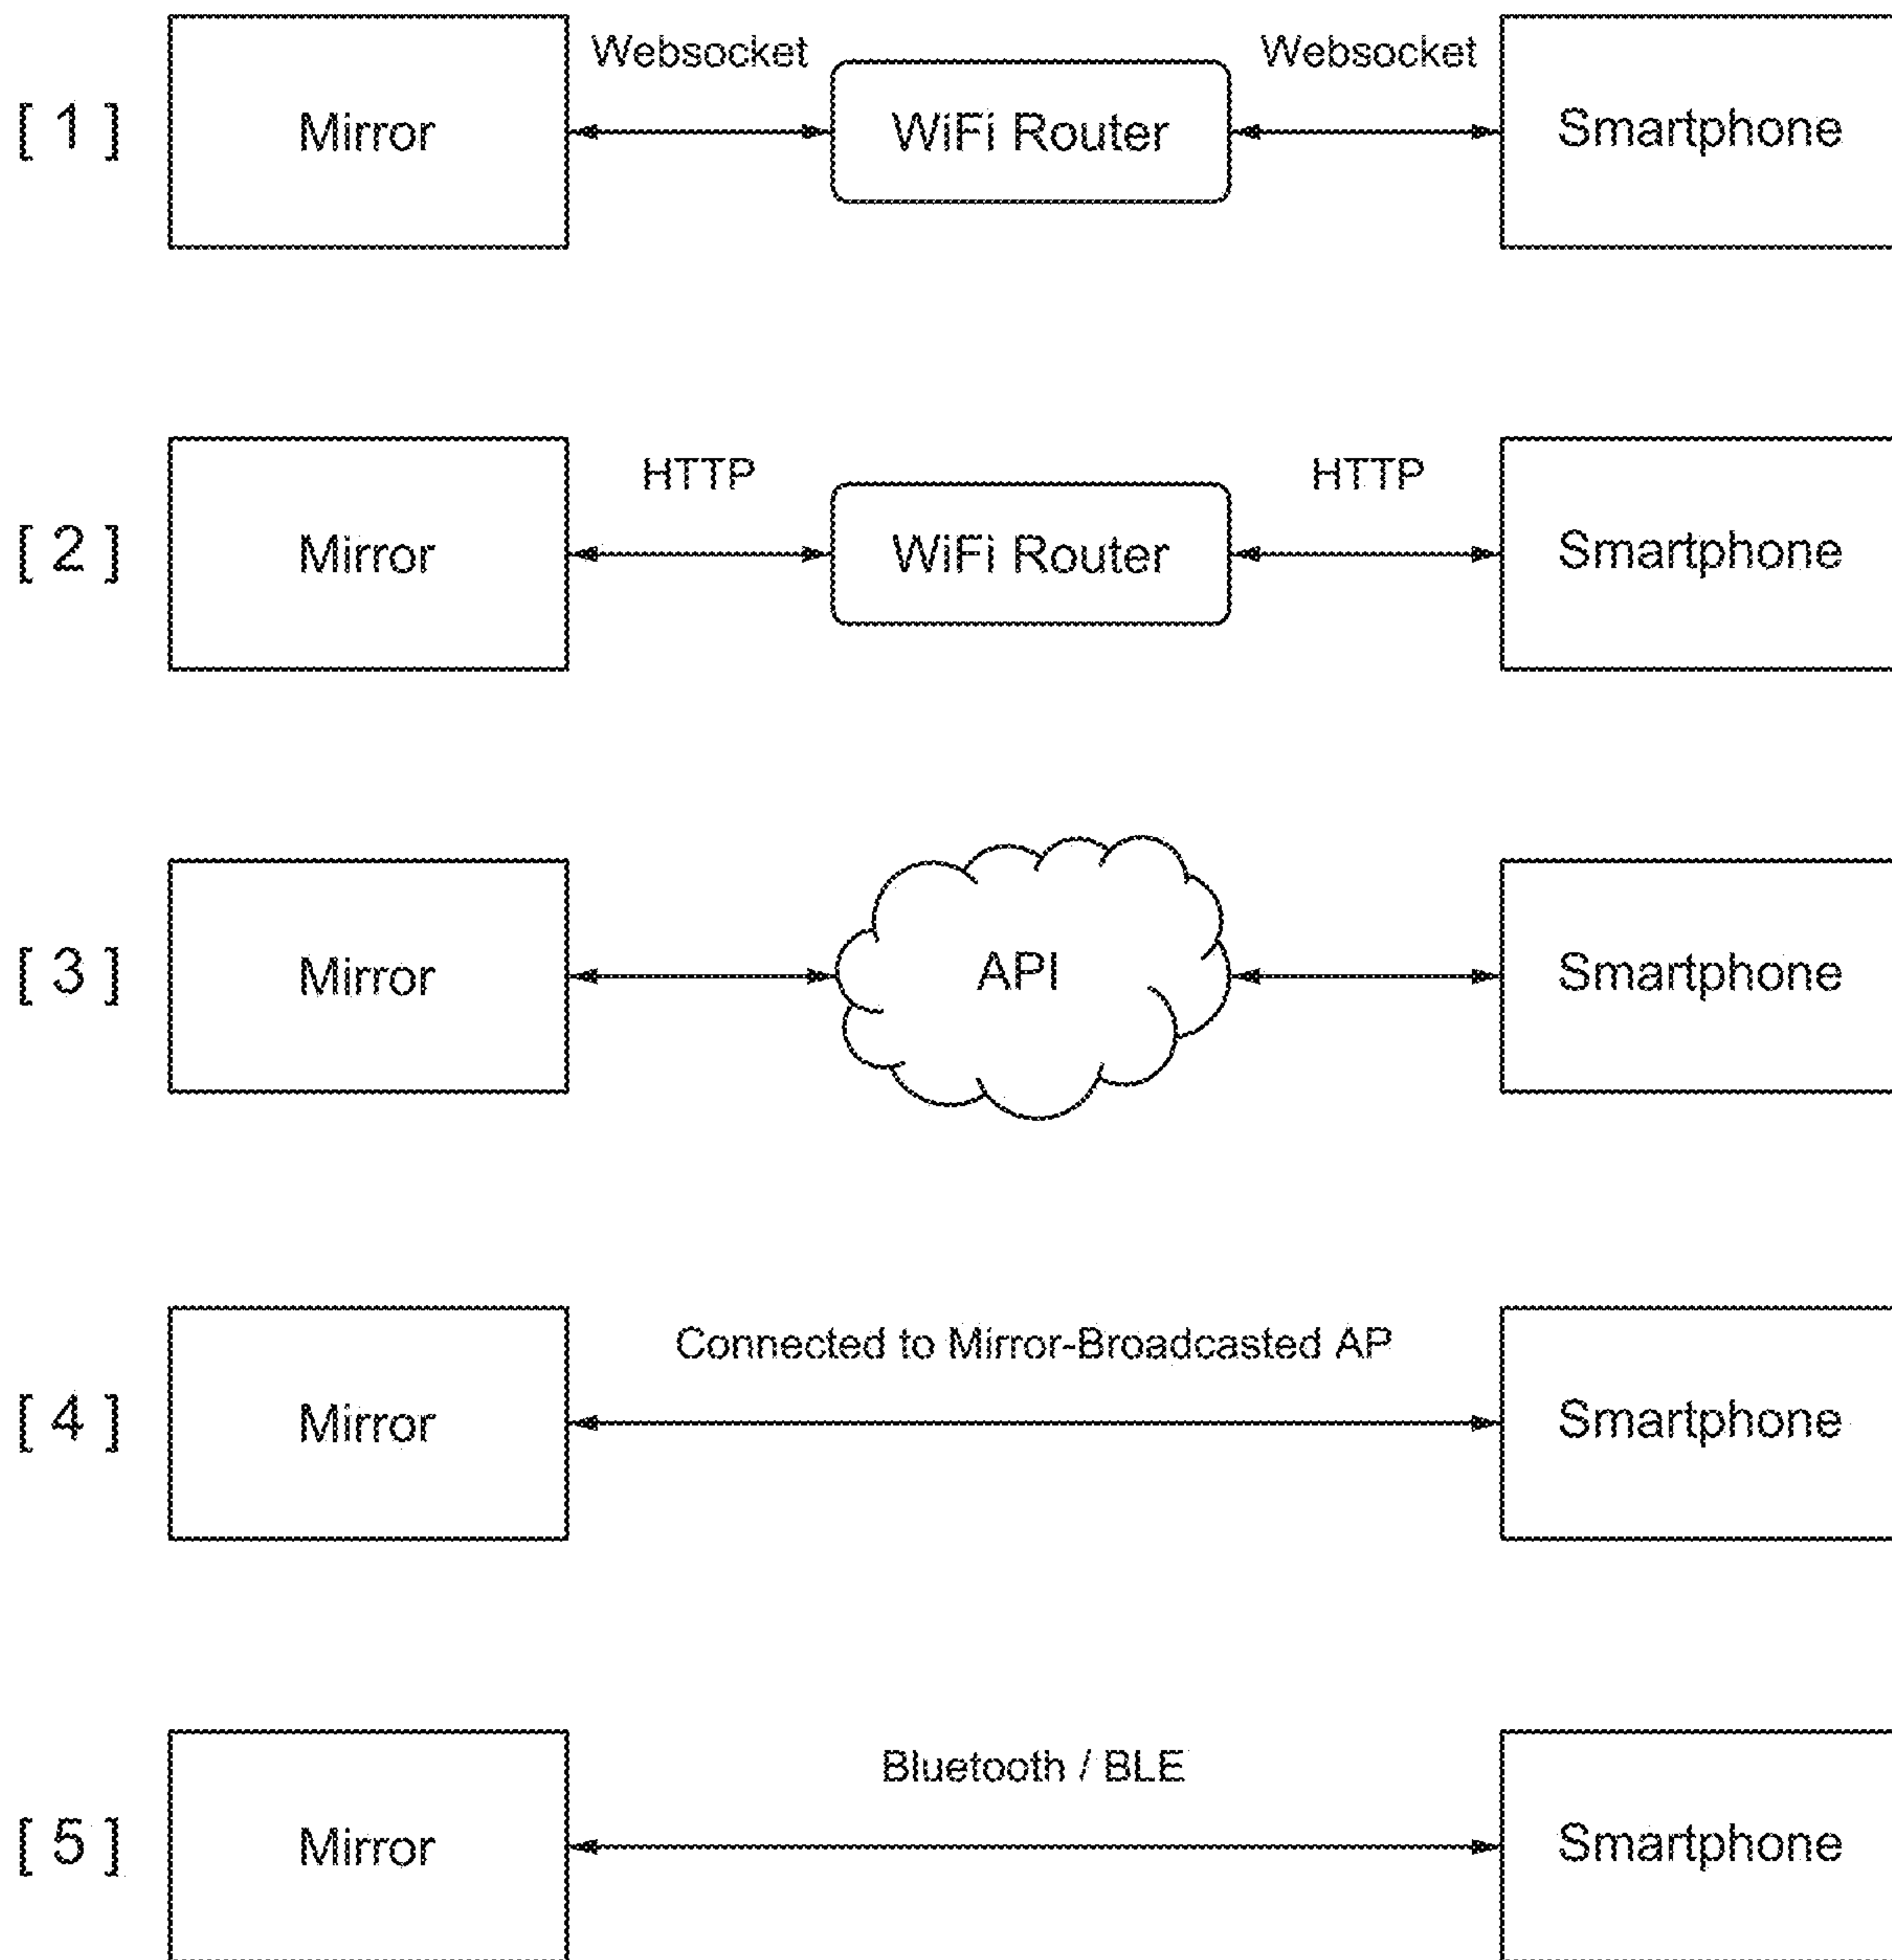 Websocket Websocket
[ 1 ] Mirror WiFi Router Smartphone
HTTP HTTP
[ 2 ] Mirror WiFi Router Smartphone
[ 3 ] Mirror API Smartphone
Connected to Mirror-Broadcasted AP
[ 4 ] Mirror Smartphone
Bluetooth / BLE
[ 5 ] Mirror Smartphone